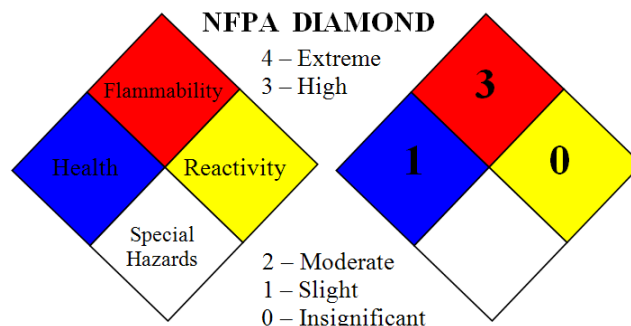 NFPA DIAMOND
4 – Extreme
3 – High
Flammability
Health
Reactivity
Special
Hazards
3
1
0
2 – Moderate
1 – Slight
0 – Insignificant